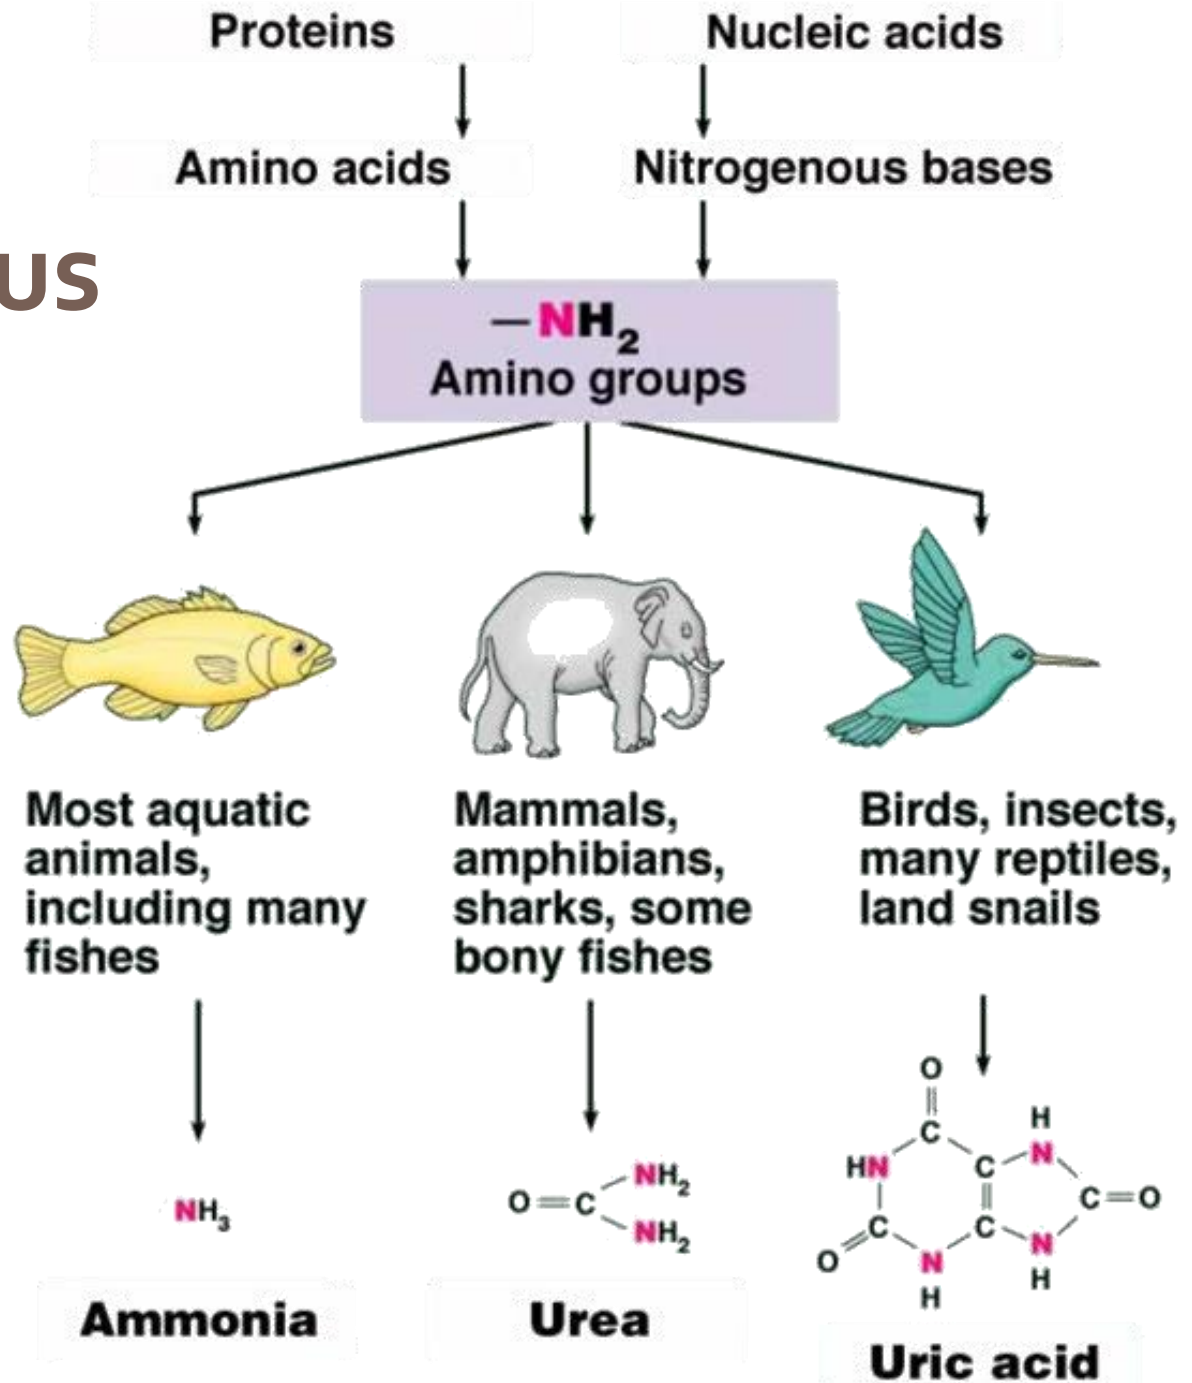 Proteins
Nucleic acids
Amino acids
Nitrogenous bases
US
—NH₂
Amino groups
Most aquatic
animals,
including many
fishes
Mammals,
amphibians,
sharks, some
bony fishes
Birds, insects,
many reptiles,
land snails
NH₃
O=C
NH₂
NH₂
O
C
HN
C
N
H
C=O
C
O
C
N
H
N
H
Ammonia
Urea
Uric acid